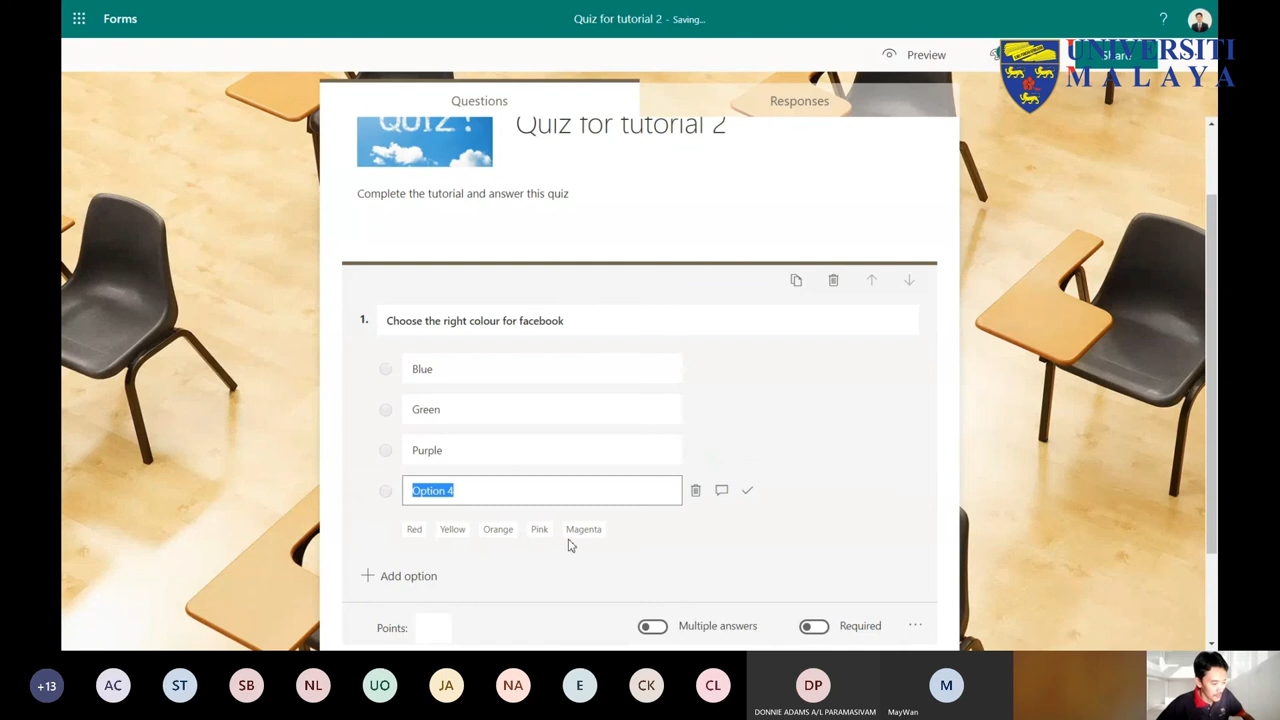 Forms
Quiz for tutorial 2 - Saving...
?
Preview
Share
UNIVERSITI
MALAYA
Questions
Responses
QUIZ !
Quiz for tutorial 2
Complete the tutorial and answer this quiz
1.
Choose the right colour for facebook
Blue
Green
Purple
Option 4
Red Yellow Orange Pink Magenta
Add option
Points:
Multiple answers
Required
...
+13 AC ST SB NL UO JA NA E CK CL DP M
DONNIE ADAMS A/L PARAMASIVAM MayWan